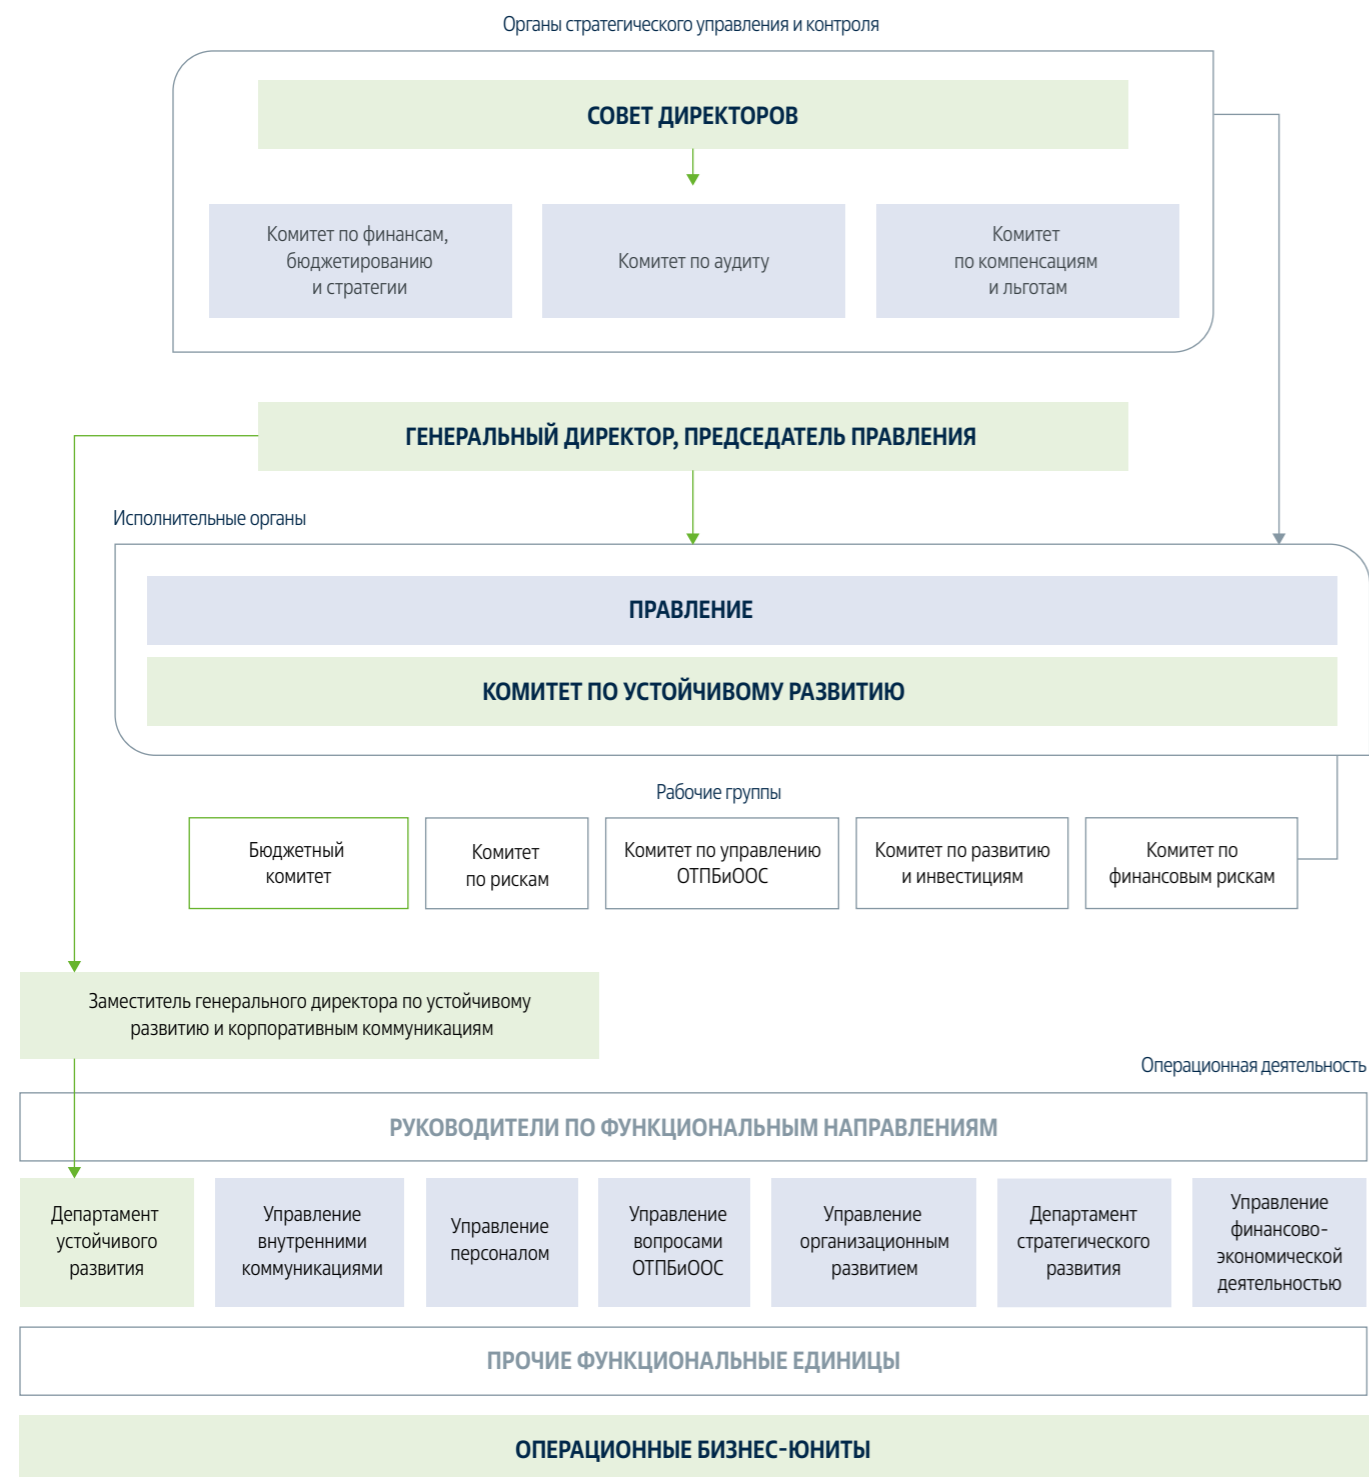 Органы стратегического управления и контроля
СОВЕТ ДИРЕКТОРОВ
Комитет по финансам,
бюджетированию
и стратегии
Комитет по аудиту
Комитет
по компенсациям
и льготам
ГЕНЕРАЛЬНЫЙ ДИРЕКТОР, ПРЕДСЕДАТЕЛЬ ПРАВЛЕНИЯ
Исполнительные органы
ПРАВЛЕНИЕ
КОМИТЕТ ПО УСТОЙЧИВОМУ РАЗВИТИЮ
Рабочие группы
Бюджетный
комитет
Комитет
по рискам
Комитет по управлению
ОТПБиООС
Комитет по развитию
и инвестициям
Комитет по
финансовым рискам
Заместитель генерального директора по устойчивому
развитию и корпоративным коммуникациям
Операционная деятельность
РУКОВОДИТЕЛИ ПО ФУНКЦИОНАЛЬНЫМ НАПРАВЛЕНИЯМ
Департамент
устойчивого
развития
Управление
внутренними
коммуникациями
Управление
персоналом
Управление
вопросами
ОТПБиООС
Управление
организационным
развитием
Департамент
стратегического
развития
Управление
финансово-
экономической
деятельностью
ПРОЧИЕ ФУНКЦИОНАЛЬНЫЕ ЕДИНИЦЫ
ОПЕРАЦИОННЫЕ БИЗНЕС-ЮНИТЫ